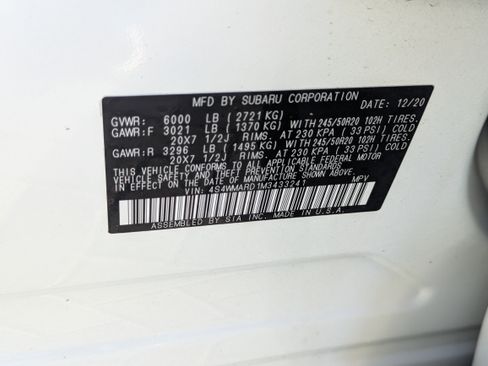 MFD BY SUBARU CORPORATION DATE: 12/20
GVWR: 6000 LB ( 2721 KG)
GAWR:F 3021 LB ( 1370 KG) WITH 245/50R20 102H TIRES.
20X7 1/2J RIMS. AT 230 KPA ( 33 PSI) COLD
GAWR:R 3296 LB ( 1495 KG) WITH 245/50R20 102H TIRES.
20X7 1/2J RIMS. AT 230 KPA ( 33 PSI) COLD
THIS VEHICLE CONFORMS TO ALL APPLICABLE FEDERAL MOTOR
VEHICLE SAFETY, BUMPER, AND THEFT PREVENTION STANDARDS
IN EFFECT ON THE DATE OF MANUFACTURE SHOWN ABOVE.
VIN: 4S4WMARD1M3433241 MPV
ASSEMBLED BY SIA INC. MADE IN U.S.A.